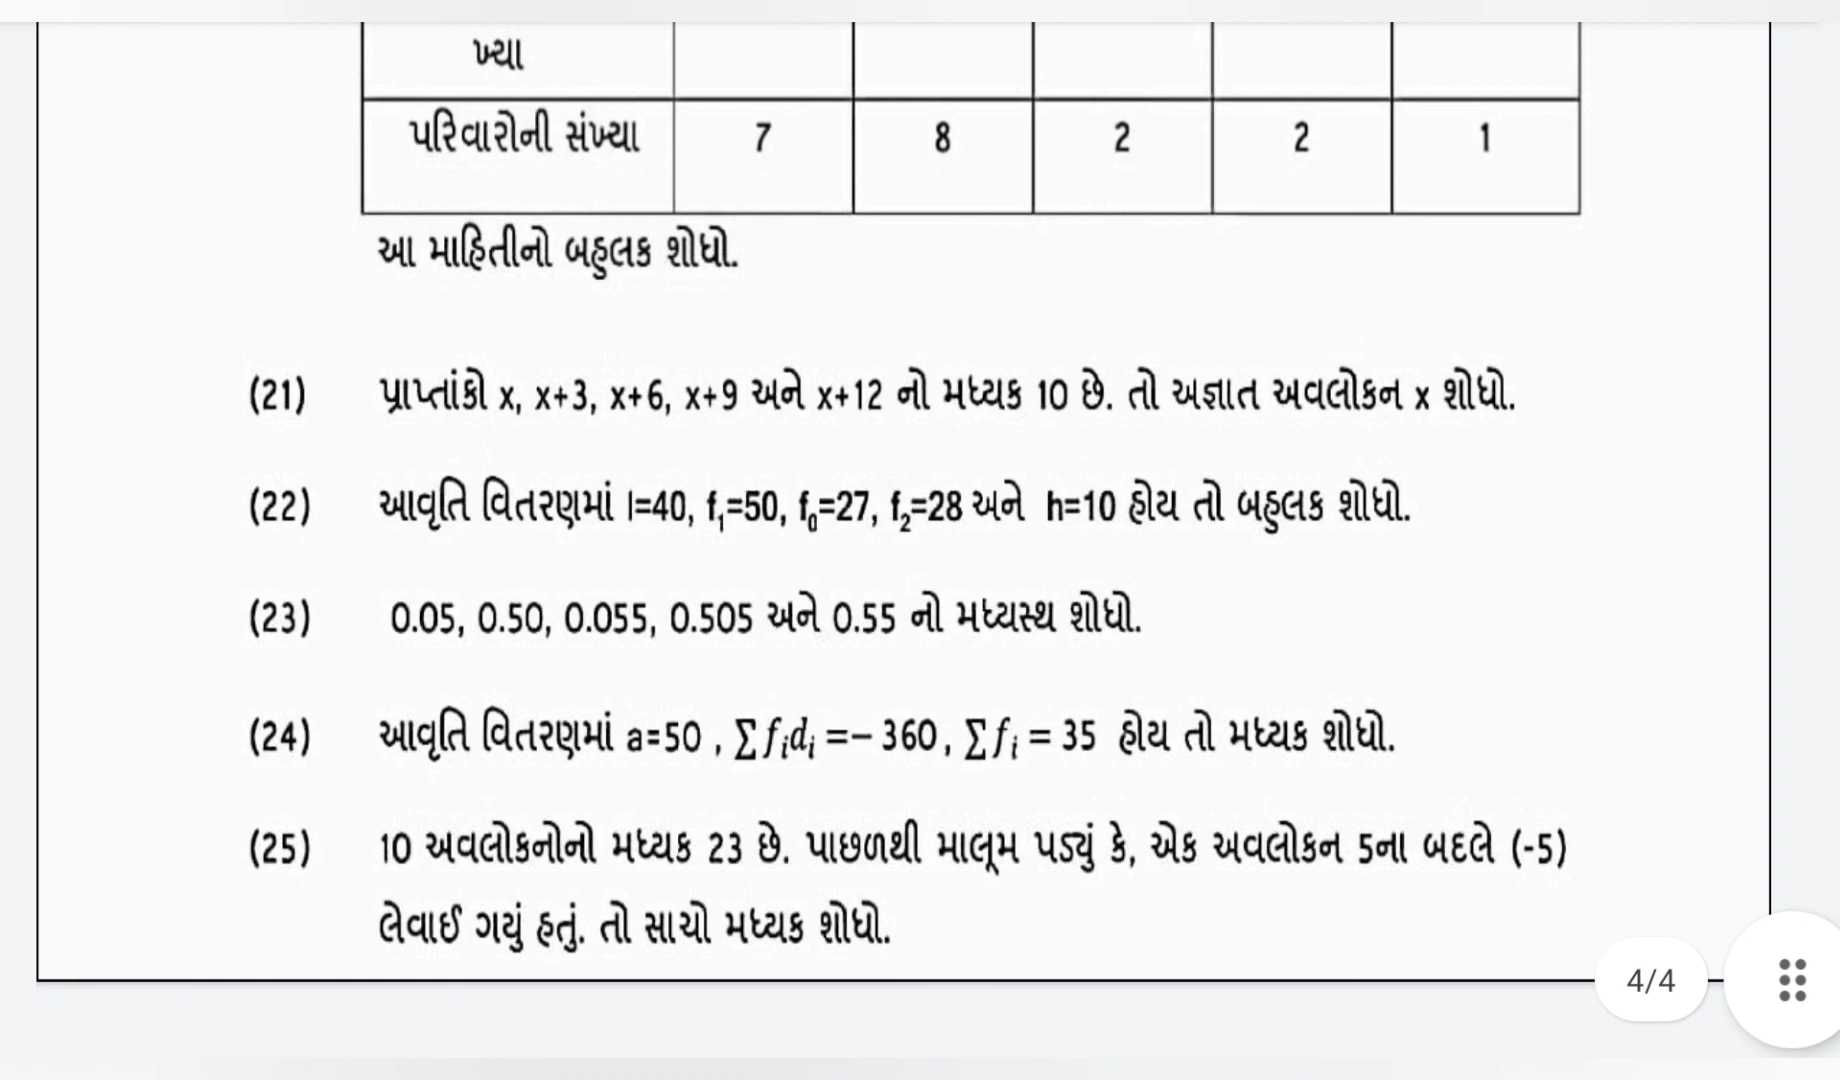 ખ્યા
પરિવારોની સંખ્યા 7 8 2 2 1
આ માહિતીનો બહુલક શોધો.
(21) પ્રાપ્તાંકો x, x+3, x+6, x+9 અને x+12 નો મધ્યક 10 છે. તો અજ્ઞાત અવલોકન x શોધો.
(22) આવૃતિ વિતરણમાં l=40, f₁=50, f₀=27, f₂=28 અને h=10 હોય તો બહુલક શોધો.
(23) 0.05, 0.50, 0.055, 0.505 અને 0.55 નો મધ્યસ્થ શોધો.
(24) આવૃતિ વિતરણમાં a=50 , ∑fᵢdᵢ =– 360, ∑fᵢ = 35 હોય તો મધ્યક શોધો.
(25) 10 અવલોકનોનો મધ્યક 23 છે. પાછળથી માલૂમ પડ્યું કે, એક અવલોકન 5ના બદલે (-5)
લેવાઈ ગયું હતું. તો સાચો મધ્યક શોધો.
4/4